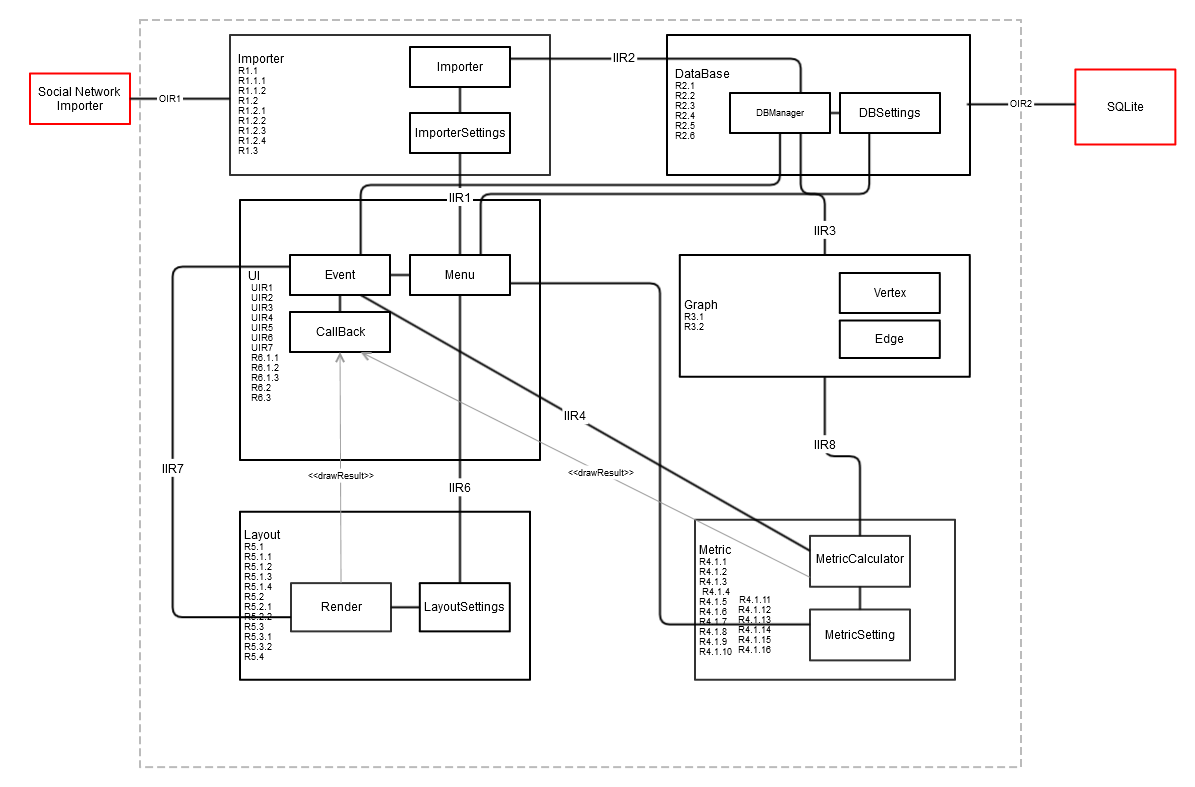 Social Network
Importer
OIR1
Importer
R1.1
R1.1.1
R1.1.2
R1.2
R1.2.1
R1.2.2
R1.2.3
R1.2.4
R1.3
Importer
ImporterSettings
IIR2
DataBase
R2.1
R2.2
R2.3
R2.4
R2.5
R2.6
DBManager
DBSettings
OIR2
SQLite
IIR1
UI
UIR1
UIR2
UIR3
UIR4
UIR5
UIR6
UIR7
R6.1.1
R6.1.2
R6.1.3
R6.2
R6.3
Event
Menu
CallBack
IIR3
Graph
R3.1
R3.2
Vertex
Edge
IIR4
IIR8
IIR7
<<drawResult>>
<<drawResult>>
IIR6
Layout
R5.1
R5.1.1
R5.1.2
R5.1.3
R5.1.4
R5.2
R5.2.1
R5.2.2
R5.3
R5.3.1
R5.3.2
R5.4
Render
LayoutSettings
Metric
R4.1.1
R4.1.2
R4.1.3
R4.1.4
R4.1.5
R4.1.6
R4.1.7
R4.1.8
R4.1.9
R4.1.10
R4.1.11
R4.1.12
R4.1.13
R4.1.14
R4.1.15
R4.1.16
MetricCalculator
MetricSetting